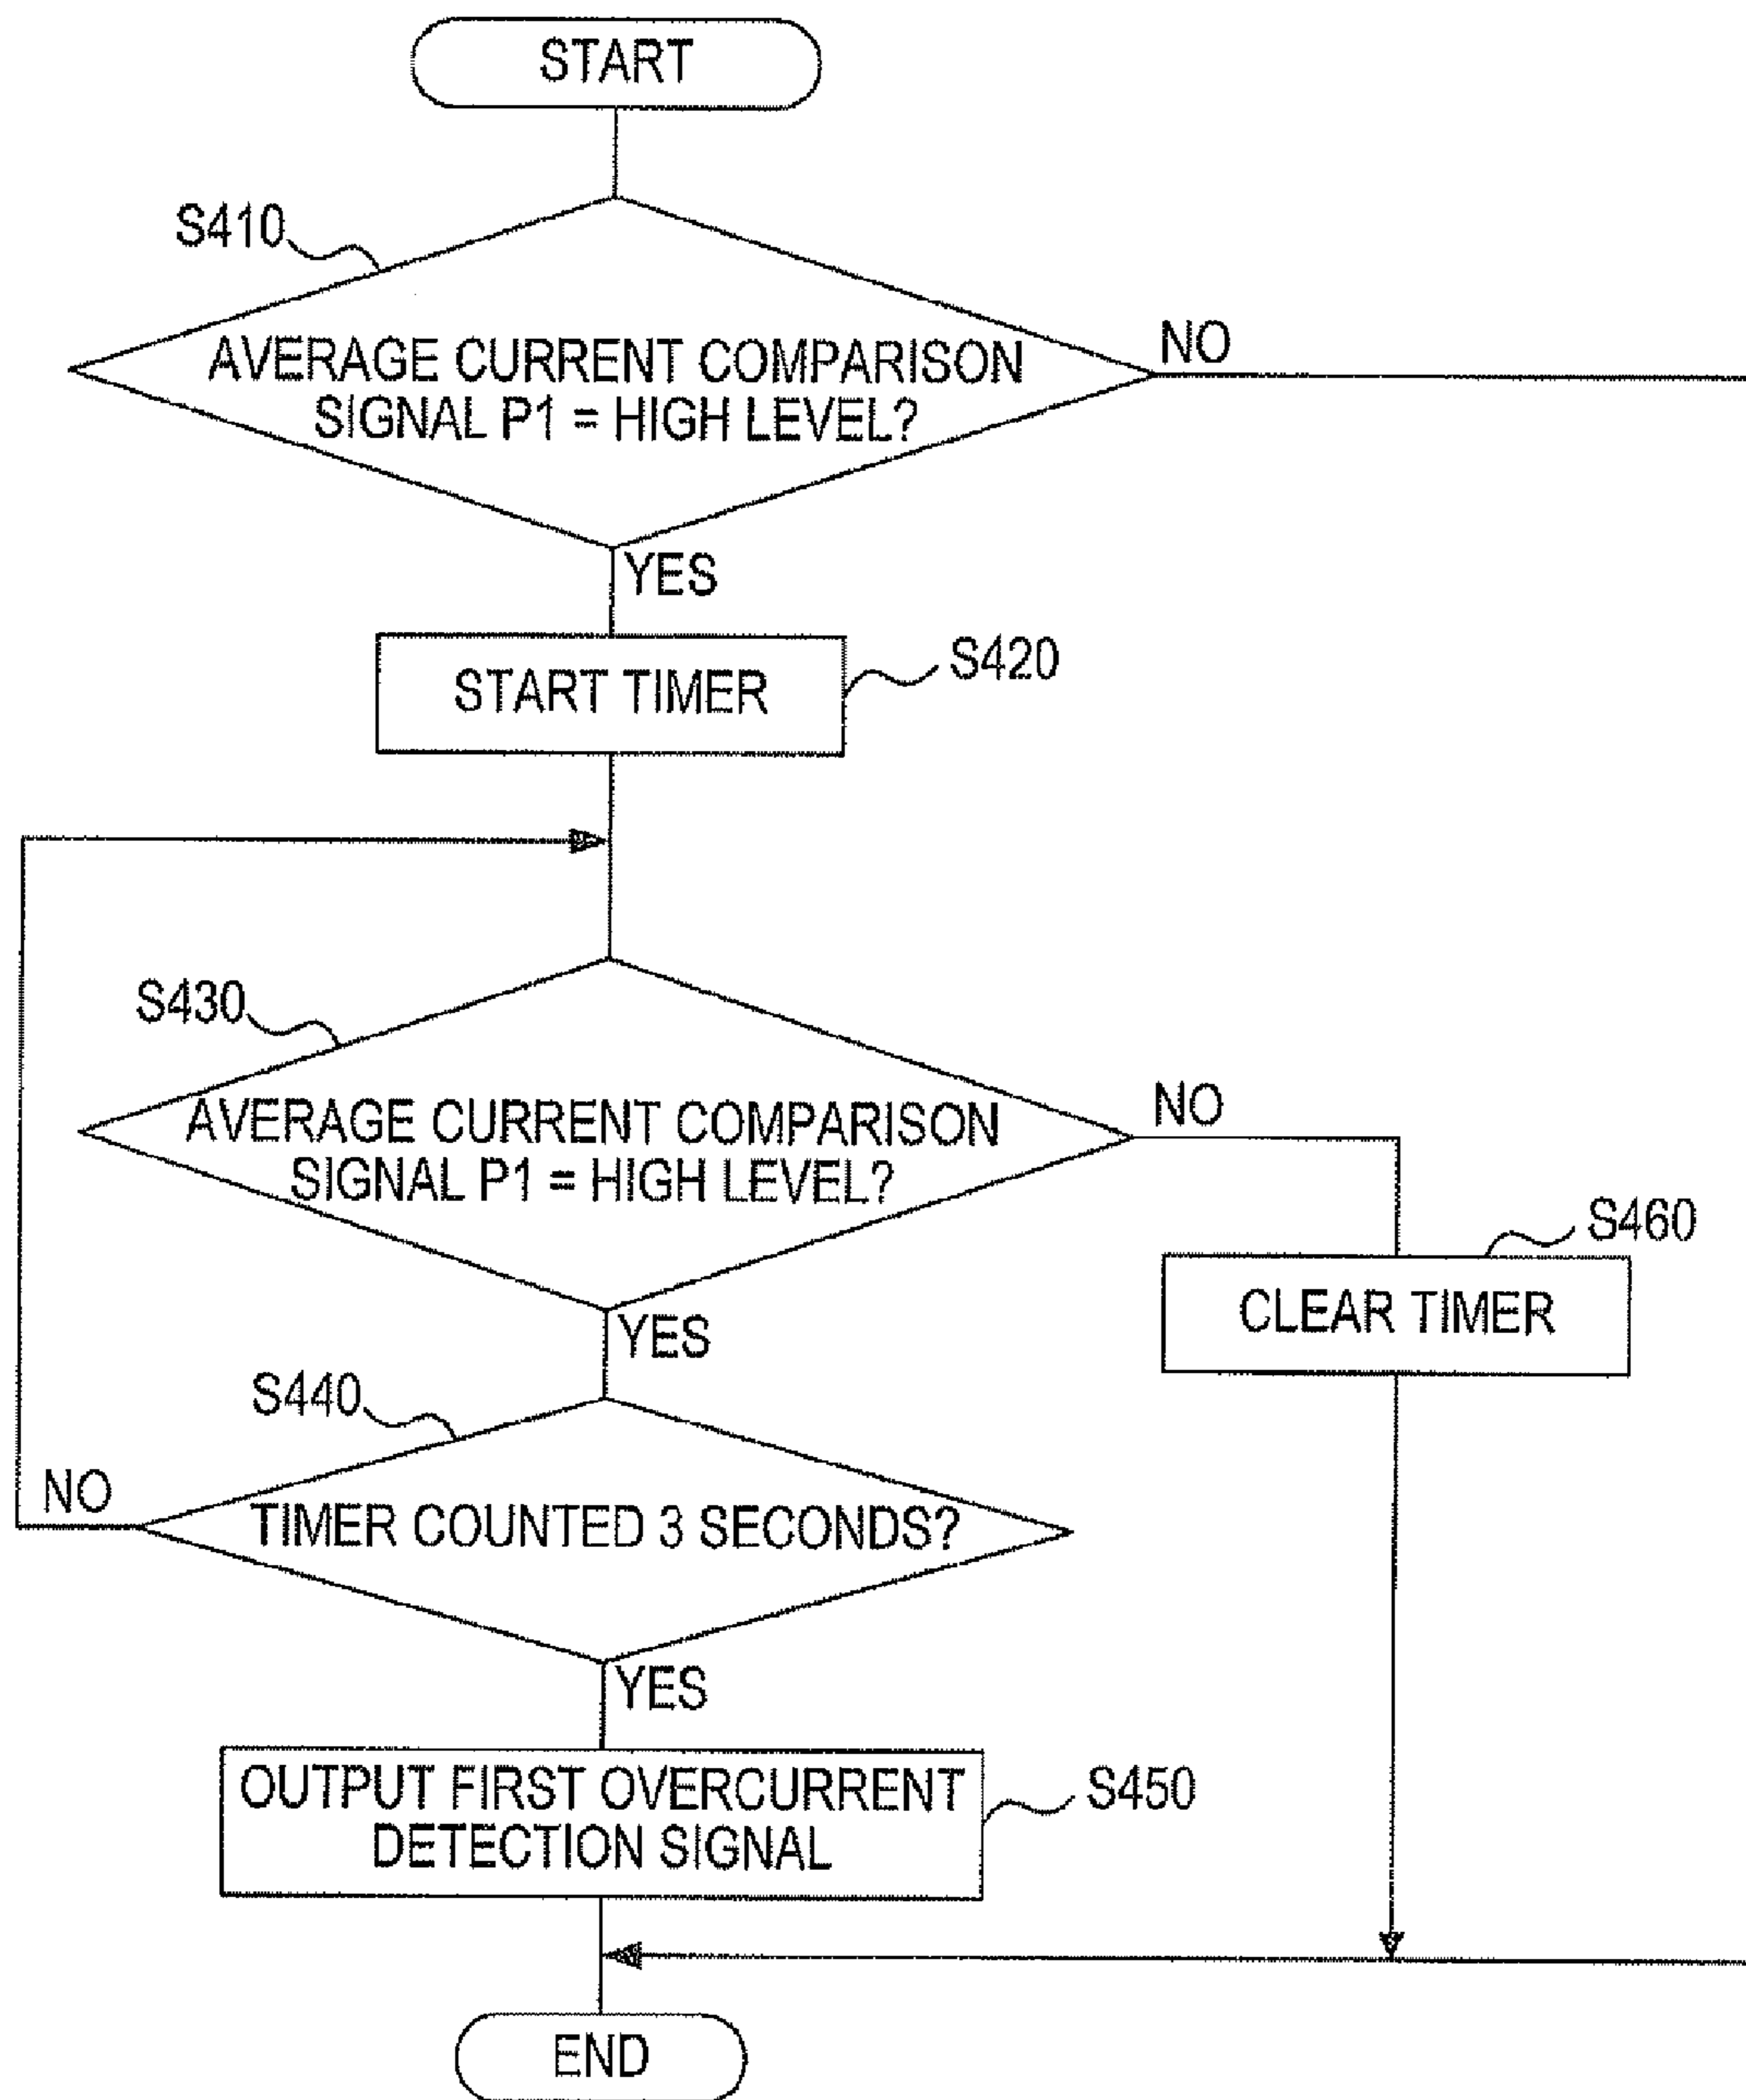 START
S410
AVERAGE CURRENT COMPARISON
SIGNAL P1 = HIGH LEVEL?
NO
YES
START TIMER
S420
S430
AVERAGE CURRENT COMPARISON
SIGNAL P1 = HIGH LEVEL?
NO
YES
S460
CLEAR TIMER
S440
NO
TIMER COUNTED 3 SECONDS?
YES
OUTPUT FIRST OVERCURRENT
DETECTION SIGNAL
S450
END